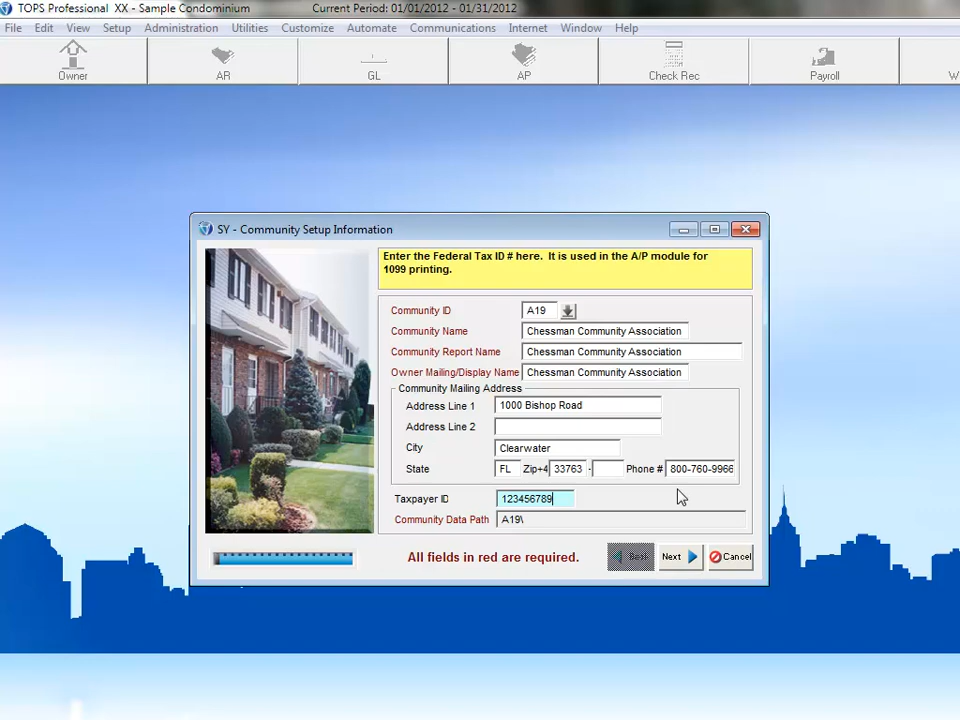 TOPS Professional XX - Sample Condominium Current Period: 01/01/2012 - 01/31/2012
File Edit View Setup Administration Utilities Customize Automate Communications Internet Window Help
Owner AR GL AP Check Rec Payroll W
SY - Community Setup Information
Enter the Federal Tax ID # here. It is used in the A/P module for
1099 printing.
Community ID A19
Community Name Chessman Community Association
Community Report Name Chessman Community Association
Owner Mailing/Display Name Chessman Community Association
Community Mailing Address
Address Line 1 1000 Bishop Road
Address Line 2
City Clearwater
State FL Zip+4 33763 - Phone # 800-760-9966
Taxpayer ID 123456789
Community Data Path A19\
All fields in red are required. Back Next Cancel